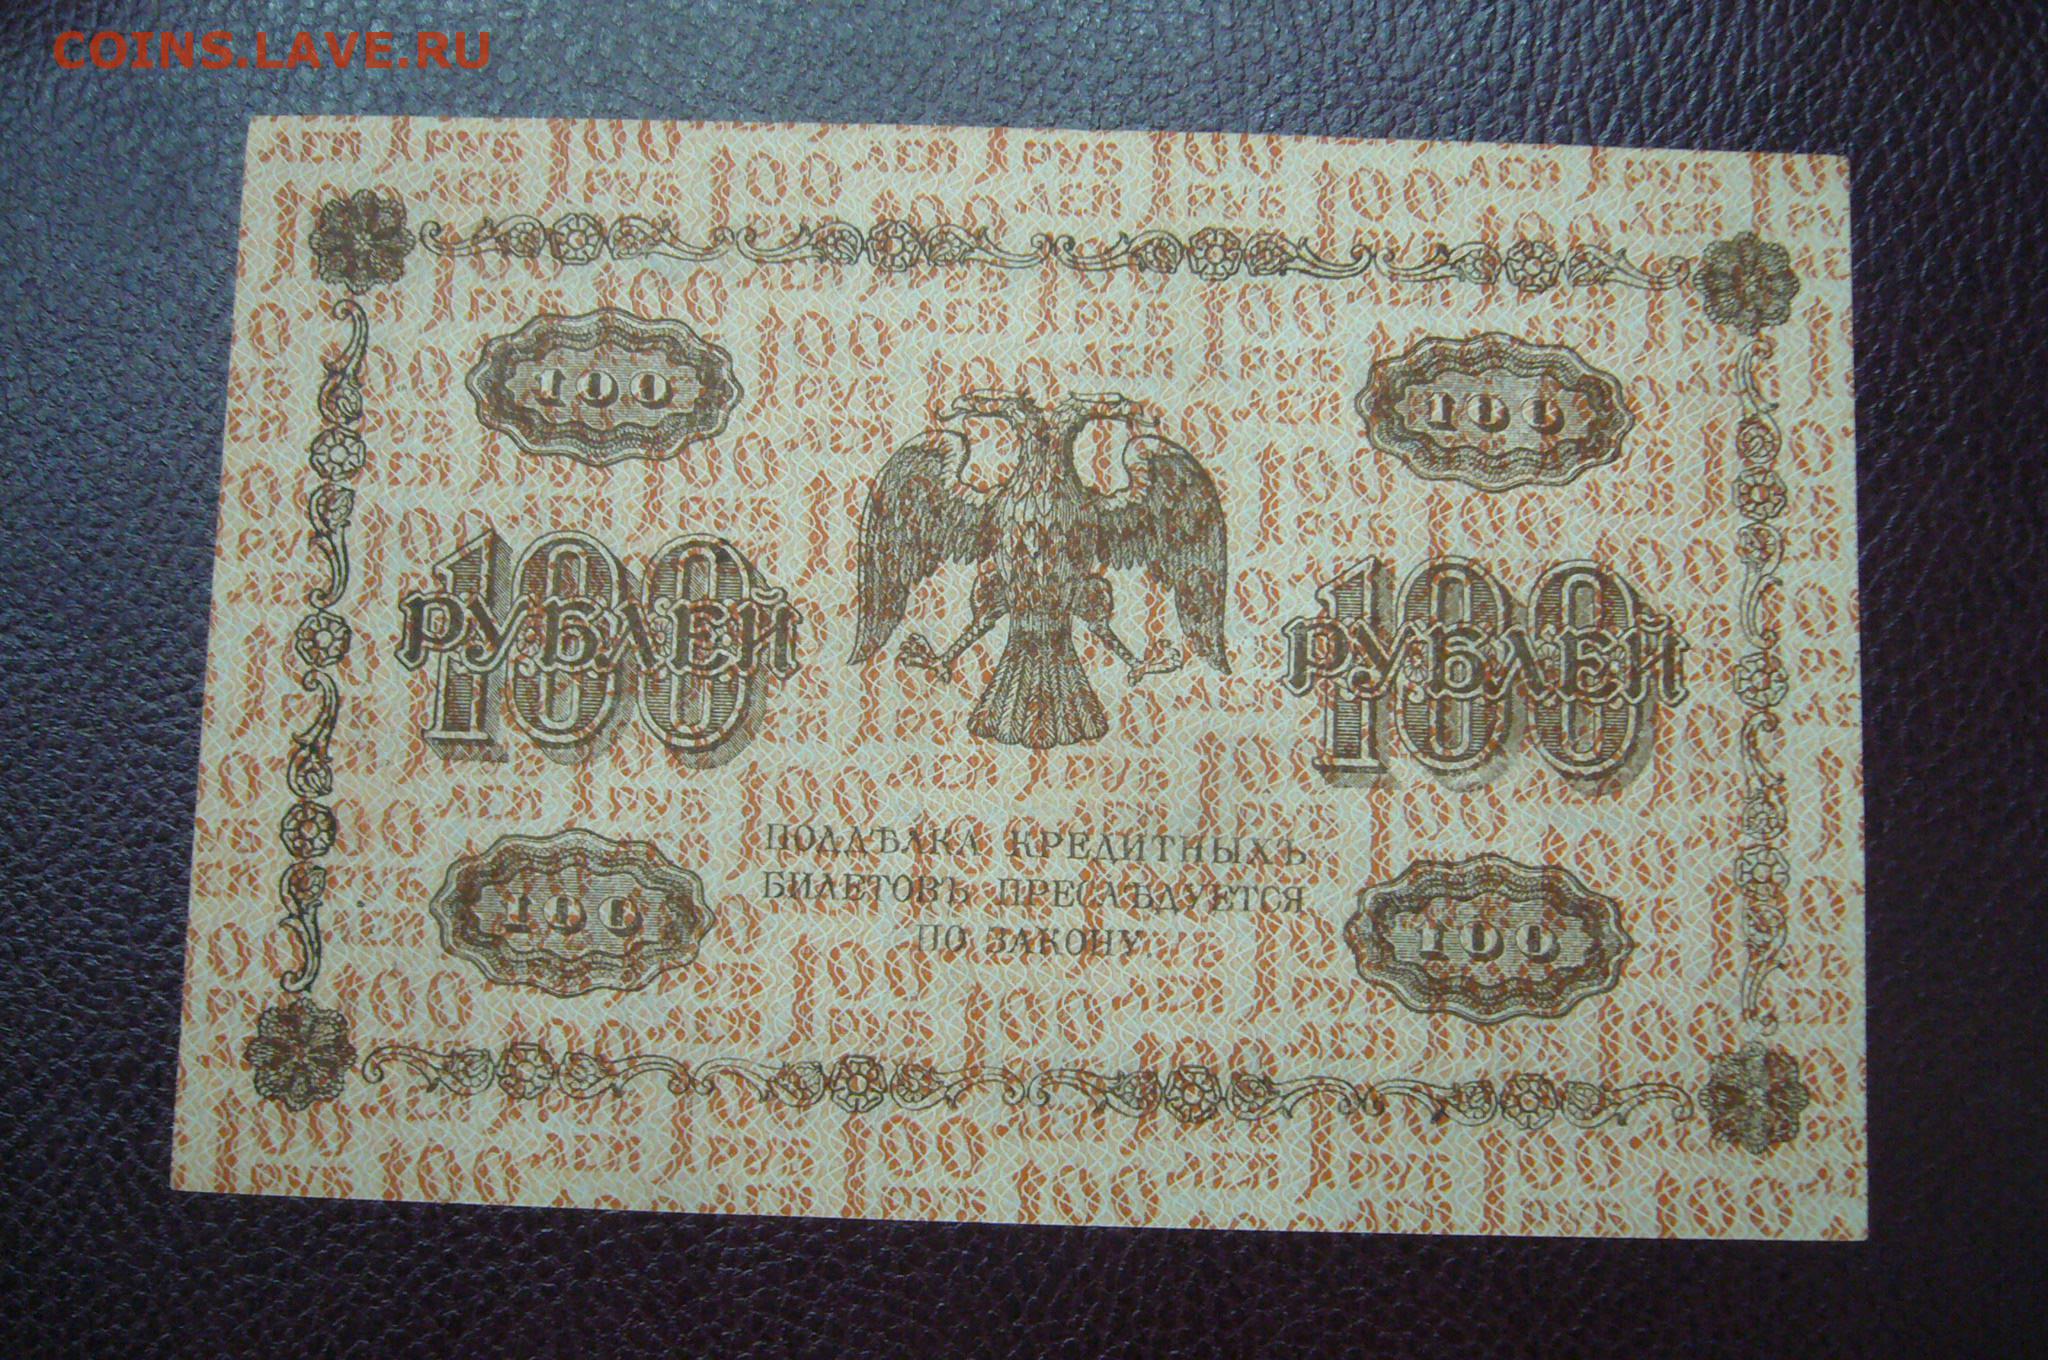 COINS.LAVE.RU
100
100
100 РУБЛЕЙ
100 РУБЛЕЙ
ПОДДѢЛКА КРЕДИТНЫХЪ
БИЛЕТОВЪ ПРЕСЛѢДУЕТСЯ
ПО ЗАКОНУ.
100
100